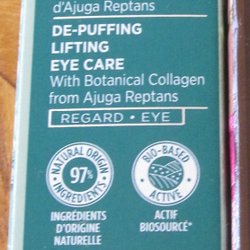 d'Ajuga Reptans
DE-PUFFING
LIFTING
EYE CARE
With Botanical Collagen
from Ajuga Reptans
REGARD • EYE
NATURAL ORIGIN
97%
INGREDIENTS
BIO-BASED
ACTIVE
INGRÉDIENTS
D'ORIGINE
NATURELLE
ACTIF
BIOSOURCÉ*